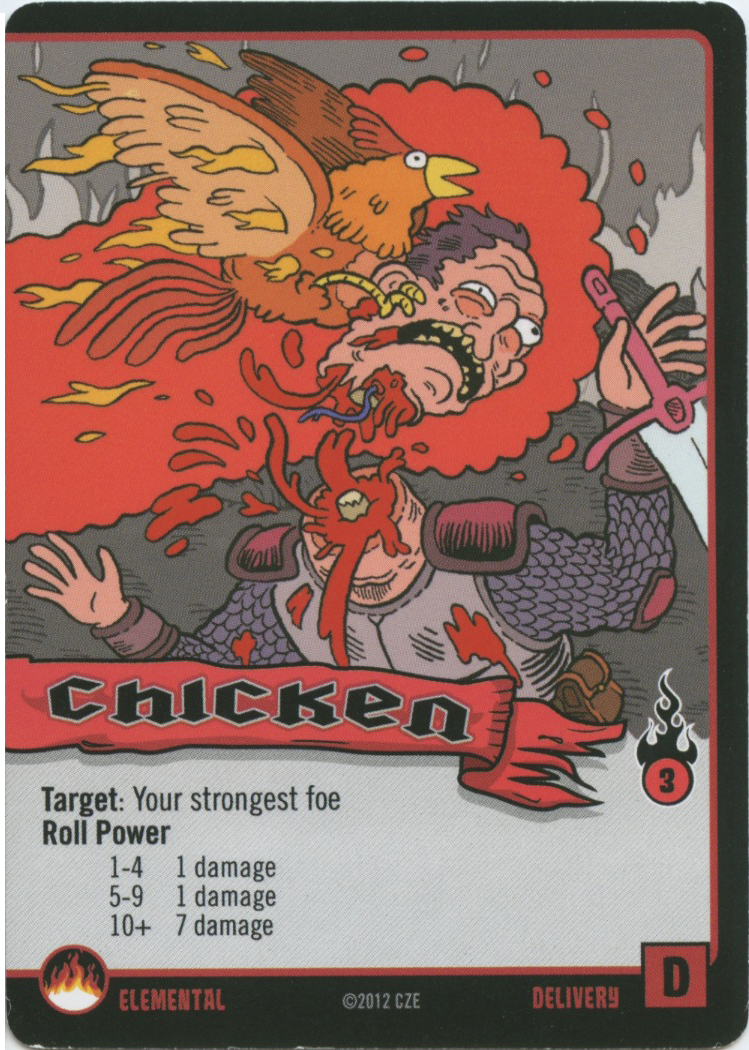 Chicken
3
Target: Your strongest foe
Roll Power
1-4 1 damage
5-9 1 damage
10+ 7 damage
ELEMENTAL
©2012 CZE
DELIVERY
D